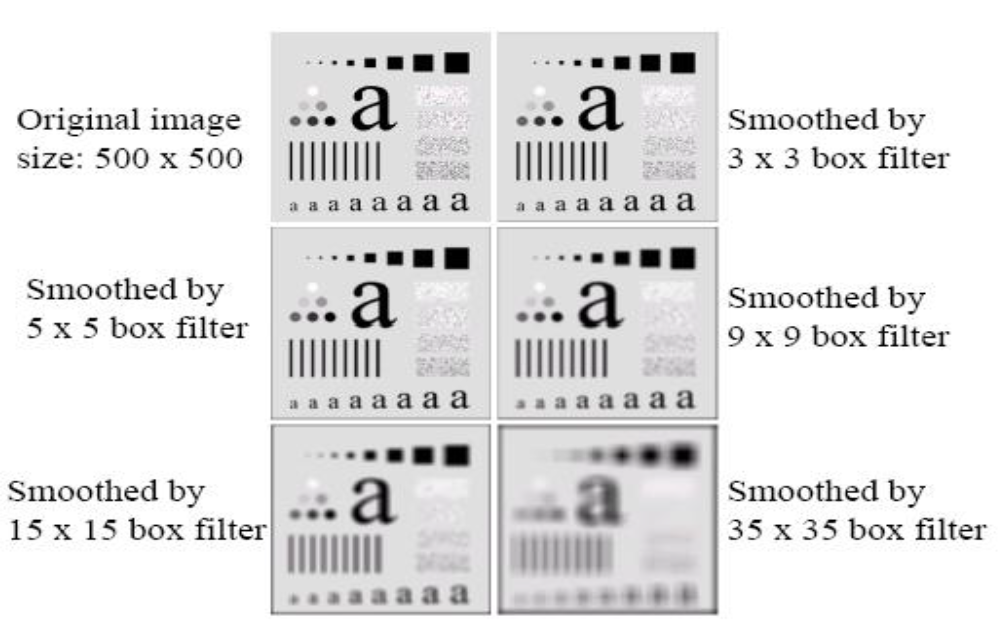 Original image
size: 500 x 500
a
a a a a a a a a
a
a a a a a a a a
Smoothed by
3 x 3 box filter
Smoothed by
5 x 5 box filter
a
a a a a a a a a
a
a a a a a a a a
Smoothed by
9 x 9 box filter
Smoothed by
15 x 15 box filter
a
a a a a a a a a
a
Smoothed by
35 x 35 box filter